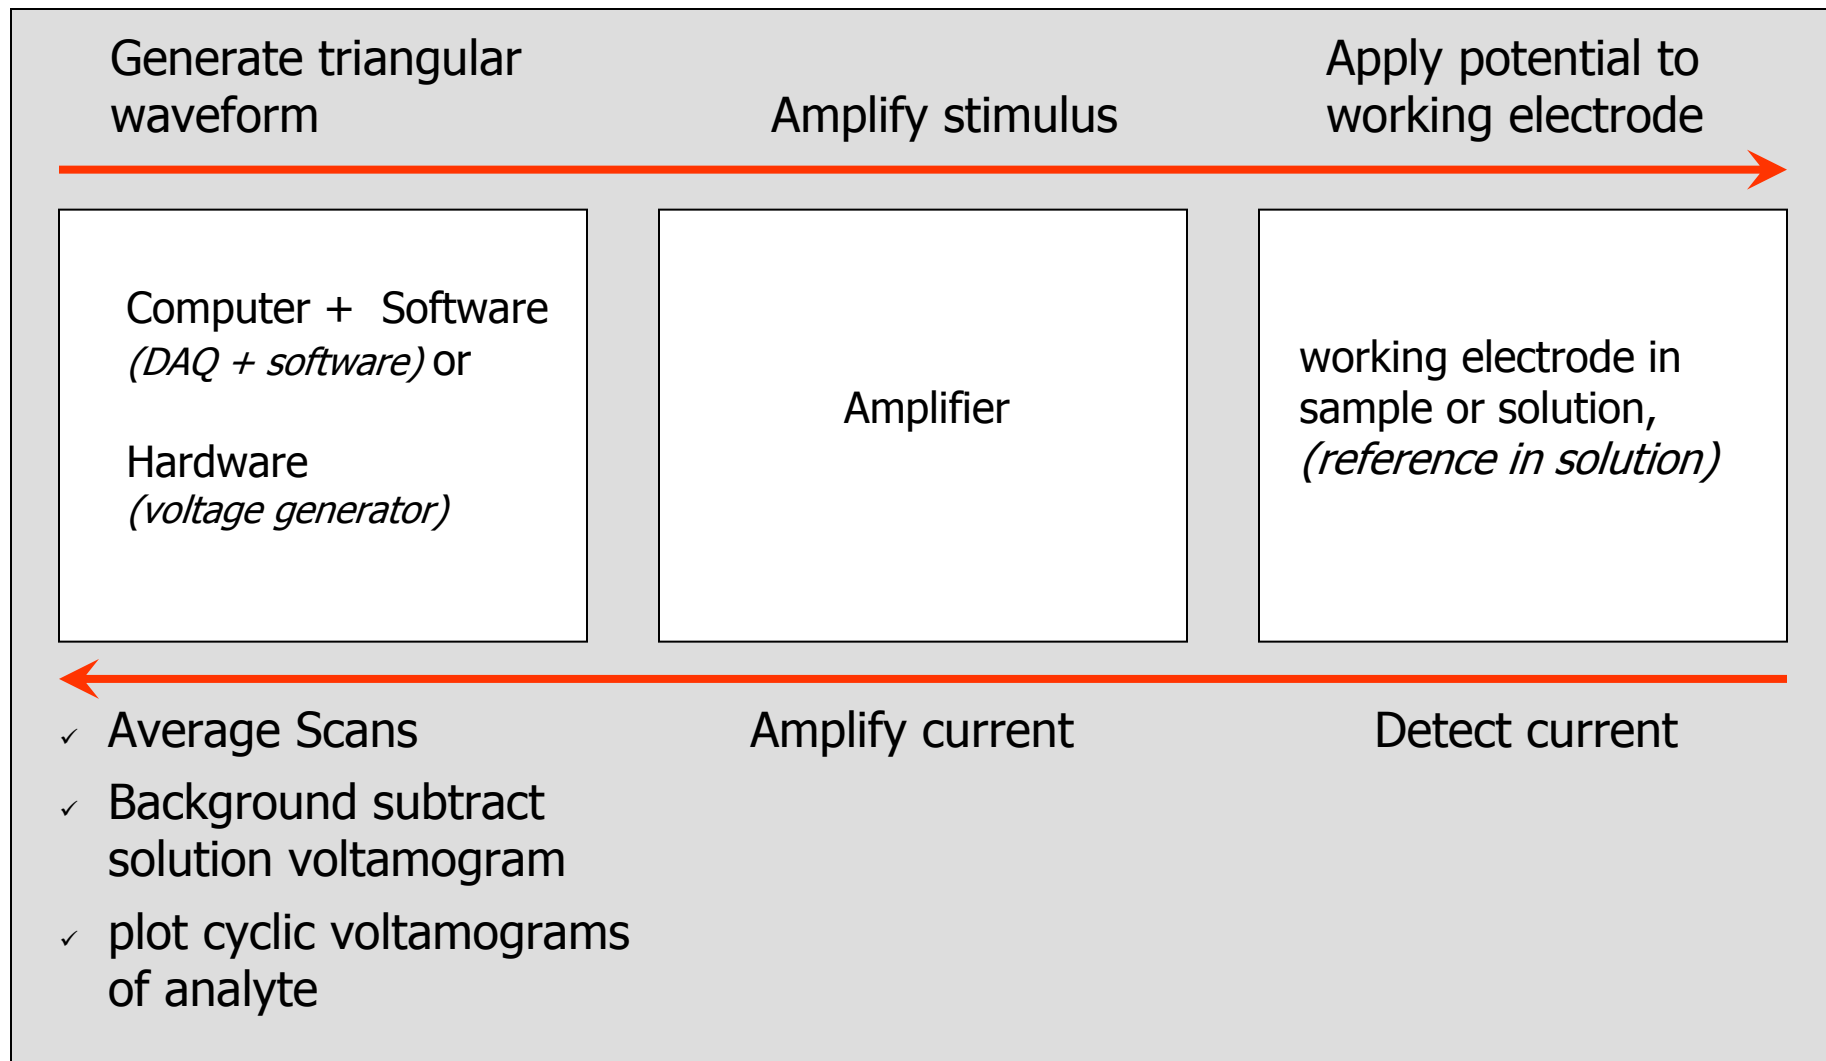 Generate triangular
waveform
Amplify stimulus
Apply potential to
working electrode
Computer + Software
(DAQ + software) or
Hardware
(voltage generator)
Amplifier
working electrode in
sample or solution,
(reference in solution)
✓ Average Scans
✓ Background subtract
solution voltamogram
✓ plot cyclic voltamograms
of analyte
Amplify current
Detect current